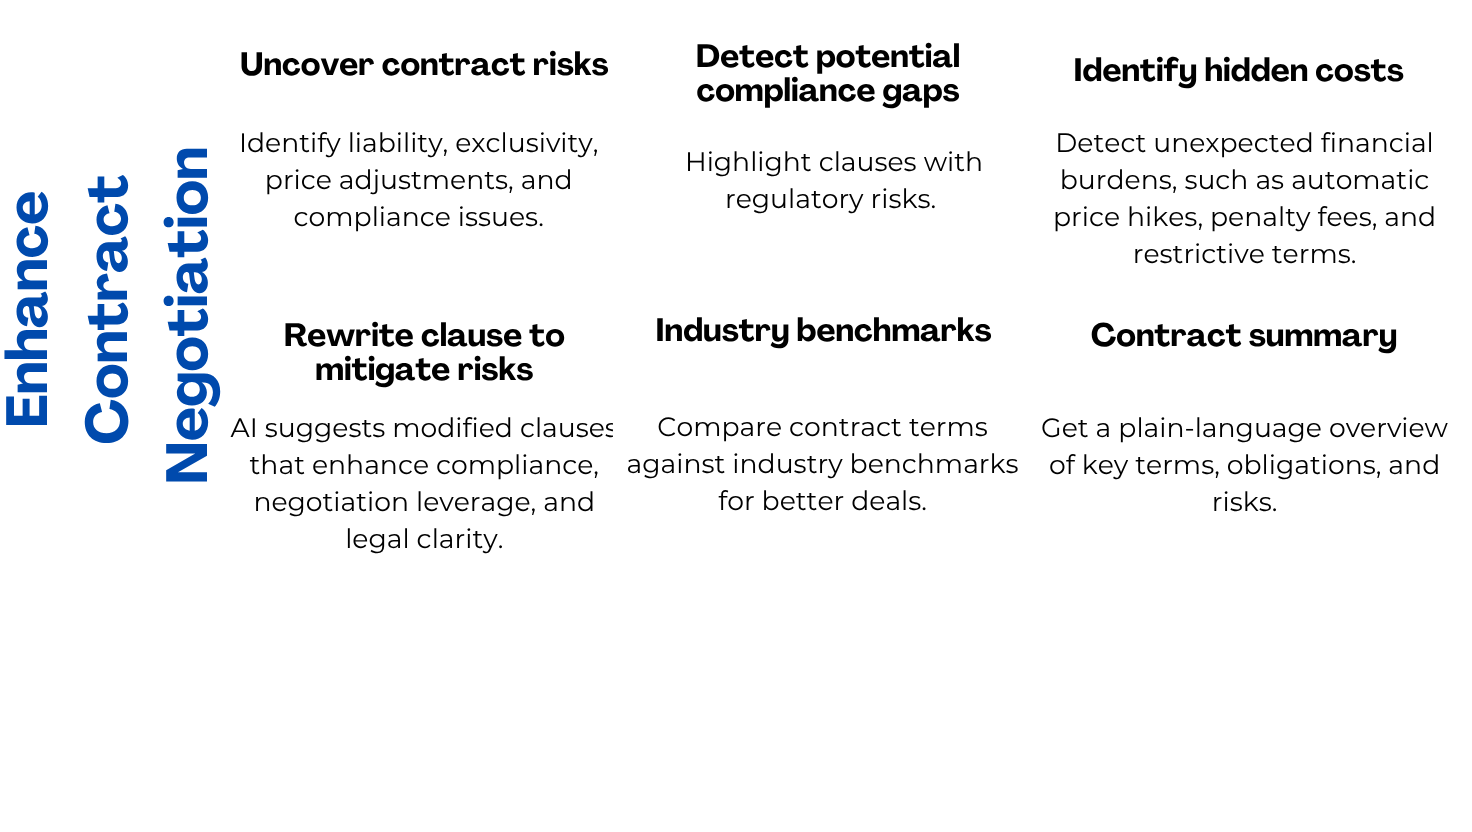 Enhance
Contract
Negotiation
Uncover contract risks
Identify liability, exclusivity,
price adjustments, and
compliance issues.
Detect potential
compliance gaps
Highlight clauses with
regulatory risks.
Identify hidden costs
Detect unexpected financial
burdens, such as automatic
price hikes, penalty fees, and
restrictive terms.
Rewrite clause to
mitigate risks
AI suggests modified clauses
that enhance compliance,
negotiation leverage, and
legal clarity.
Industry benchmarks
Compare contract terms
against industry benchmarks
for better deals.
Contract summary
Get a plain-language overview
of key terms, obligations, and
risks.